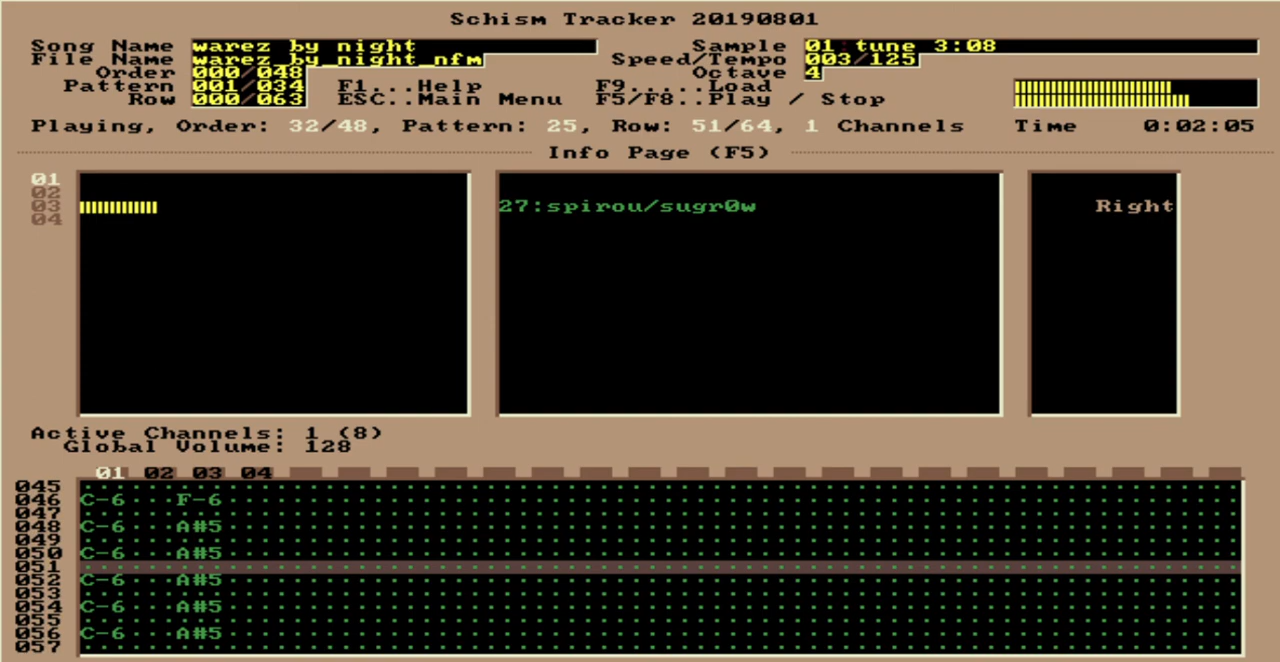 Schism Tracker 20190801
Song Name warez by night Sample 01 tune 3:08
File Name warez_by_night_nfm Speed/Tempo 003/125
Order 000/048 Octave 4
Pattern 001/034 F1...Help F9.....Load
Row 000/063 ESC..Main Menu F5/F8..Play / Stop
Playing, Order: 32/48, Pattern: 25, Row: 51/64, 1 Channels Time 0:02:05
Info Page (F5)
01
02
03 27:spirou/sugr0w Right
04
Active Channels: 1 (8)
Global Volume: 128
01 02 03 04
045
046 C-6 F-6
047
048 C-6 A#5
049
050 C-6 A#5
051
052 C-6 A#5
053
054 C-6 A#5
055
056 C-6 A#5
057